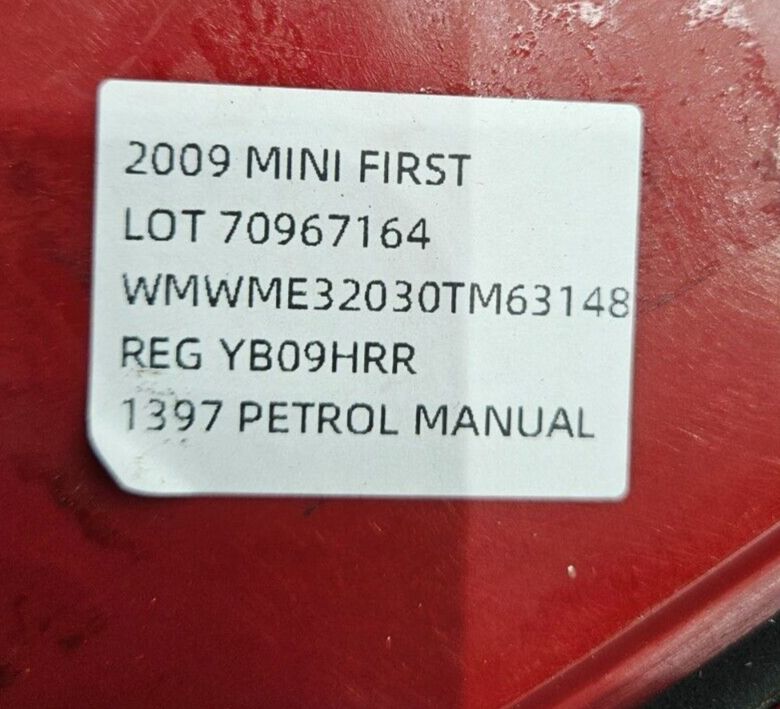 2009 MINI FIRST
LOT 70967164
WMWME32030TM63148
REG YB09HRR
1397 PETROL MANUAL